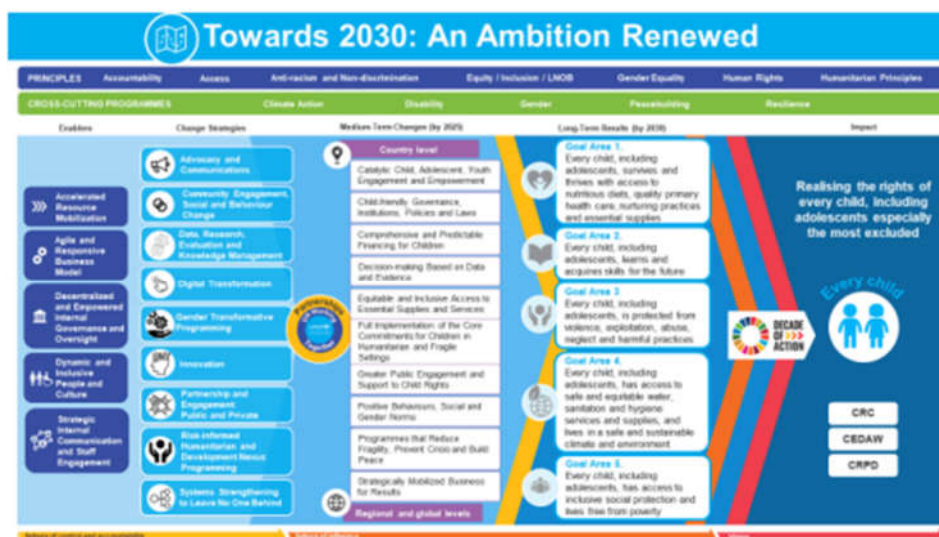 Towards 2030: An Ambition Renewed
PRINCIPLES Accountability Access Anti-racism and Non-discrimination Equity / Inclusion / LNOB Gender Equality Human Rights Humanitarian Principles
CROSS-CUTTING PROGRAMMES Climate Action Disability Gender Peacebuilding Resilience
Enablers Change Strategies Medium-Term Changes (by 2025) Long-Term Results (by 2030) Impact
Accelerated
Resource
Mobilization
Agile and
Responsive
Business
Model
Decentralized
and Empowered
Internal
Governance and
Oversight
Dynamic and
Inclusive
People and
Culture
Strategic
Internal
Communication
and Staff
Engagement
Advocacy and
Communications
Community Engagement,
Social and Behaviour
Change
Data, Research,
Evaluation and
Knowledge Management
Digital Transformation
Gender Transformative
Programming
Innovation
Partnership and
Engagement:
Public and Private
Risk-informed
Humanitarian and
Development Nexus
Programming
Systems Strengthening
to Leave No One Behind
Partnerships
Together
Country level
Catalytic Child, Adolescent, Youth
Engagement and Empowerment
Child-friendly Governance,
Institutions, Policies and Laws
Comprehensive and Predictable
Financing for Children
Decision-making Based on Data
and Evidence
Equitable and Inclusive Access to
Essential Supplies and Services
Full Implementation of the Core
Commitments for Children in
Humanitarian and Fragile
Settings
Greater Public Engagement and
Support to Child Rights
Positive Behaviours, Social and
Gender Norms
Programmes that Reduce
Fragility, Prevent Crisis and Build
Peace
Strategically Mobilized Business
for Results
Regional and global levels
Goal Area 1.
Every child, including
adolescents, survives and
thrives with access to
nutritious diets, quality primary
health care, nurturing practices
and essential supplies
Goal Area 2.
Every child, including
adolescents, learns and
acquires skills for the future
Goal Area 3.
Every child, including
adolescents, is protected from
violence, exploitation, abuse,
neglect and harmful practices
Goal Area 4.
Every child, including
adolescents, has access to
safe and equitable water,
sanitation and hygiene
services and supplies, and
lives in a safe and sustainable
climate and environment
Goal Area 5.
Every child, including
adolescents, has access to
inclusive social protection and
lives free from poverty
DECADE
OF >>>
ACTION
Realising the rights of
every child, including
adolescents especially
the most excluded
Every child
CRC
CEDAW
CRPD